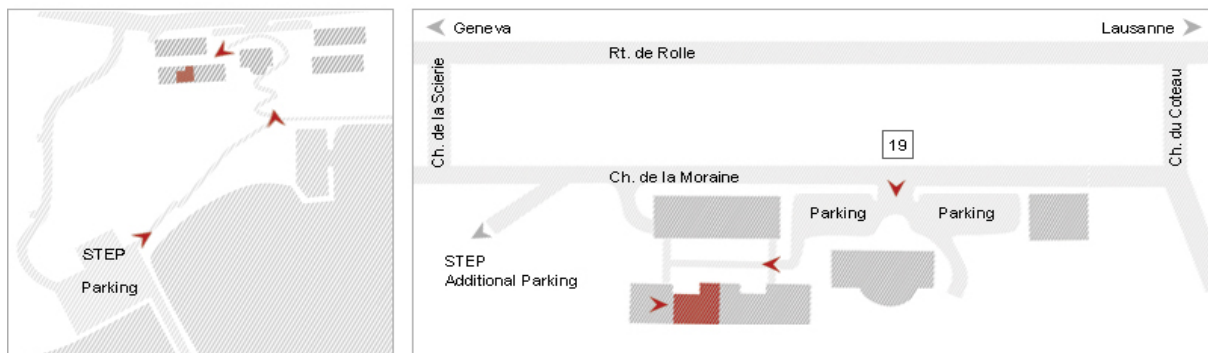 STEP
Parking
Geneva
Lausanne
Rt. de Rolle
Ch. de la Scierie
Ch. du Coteau
19
Ch. de la Moraine
Parking
Parking
STEP
Additional Parking